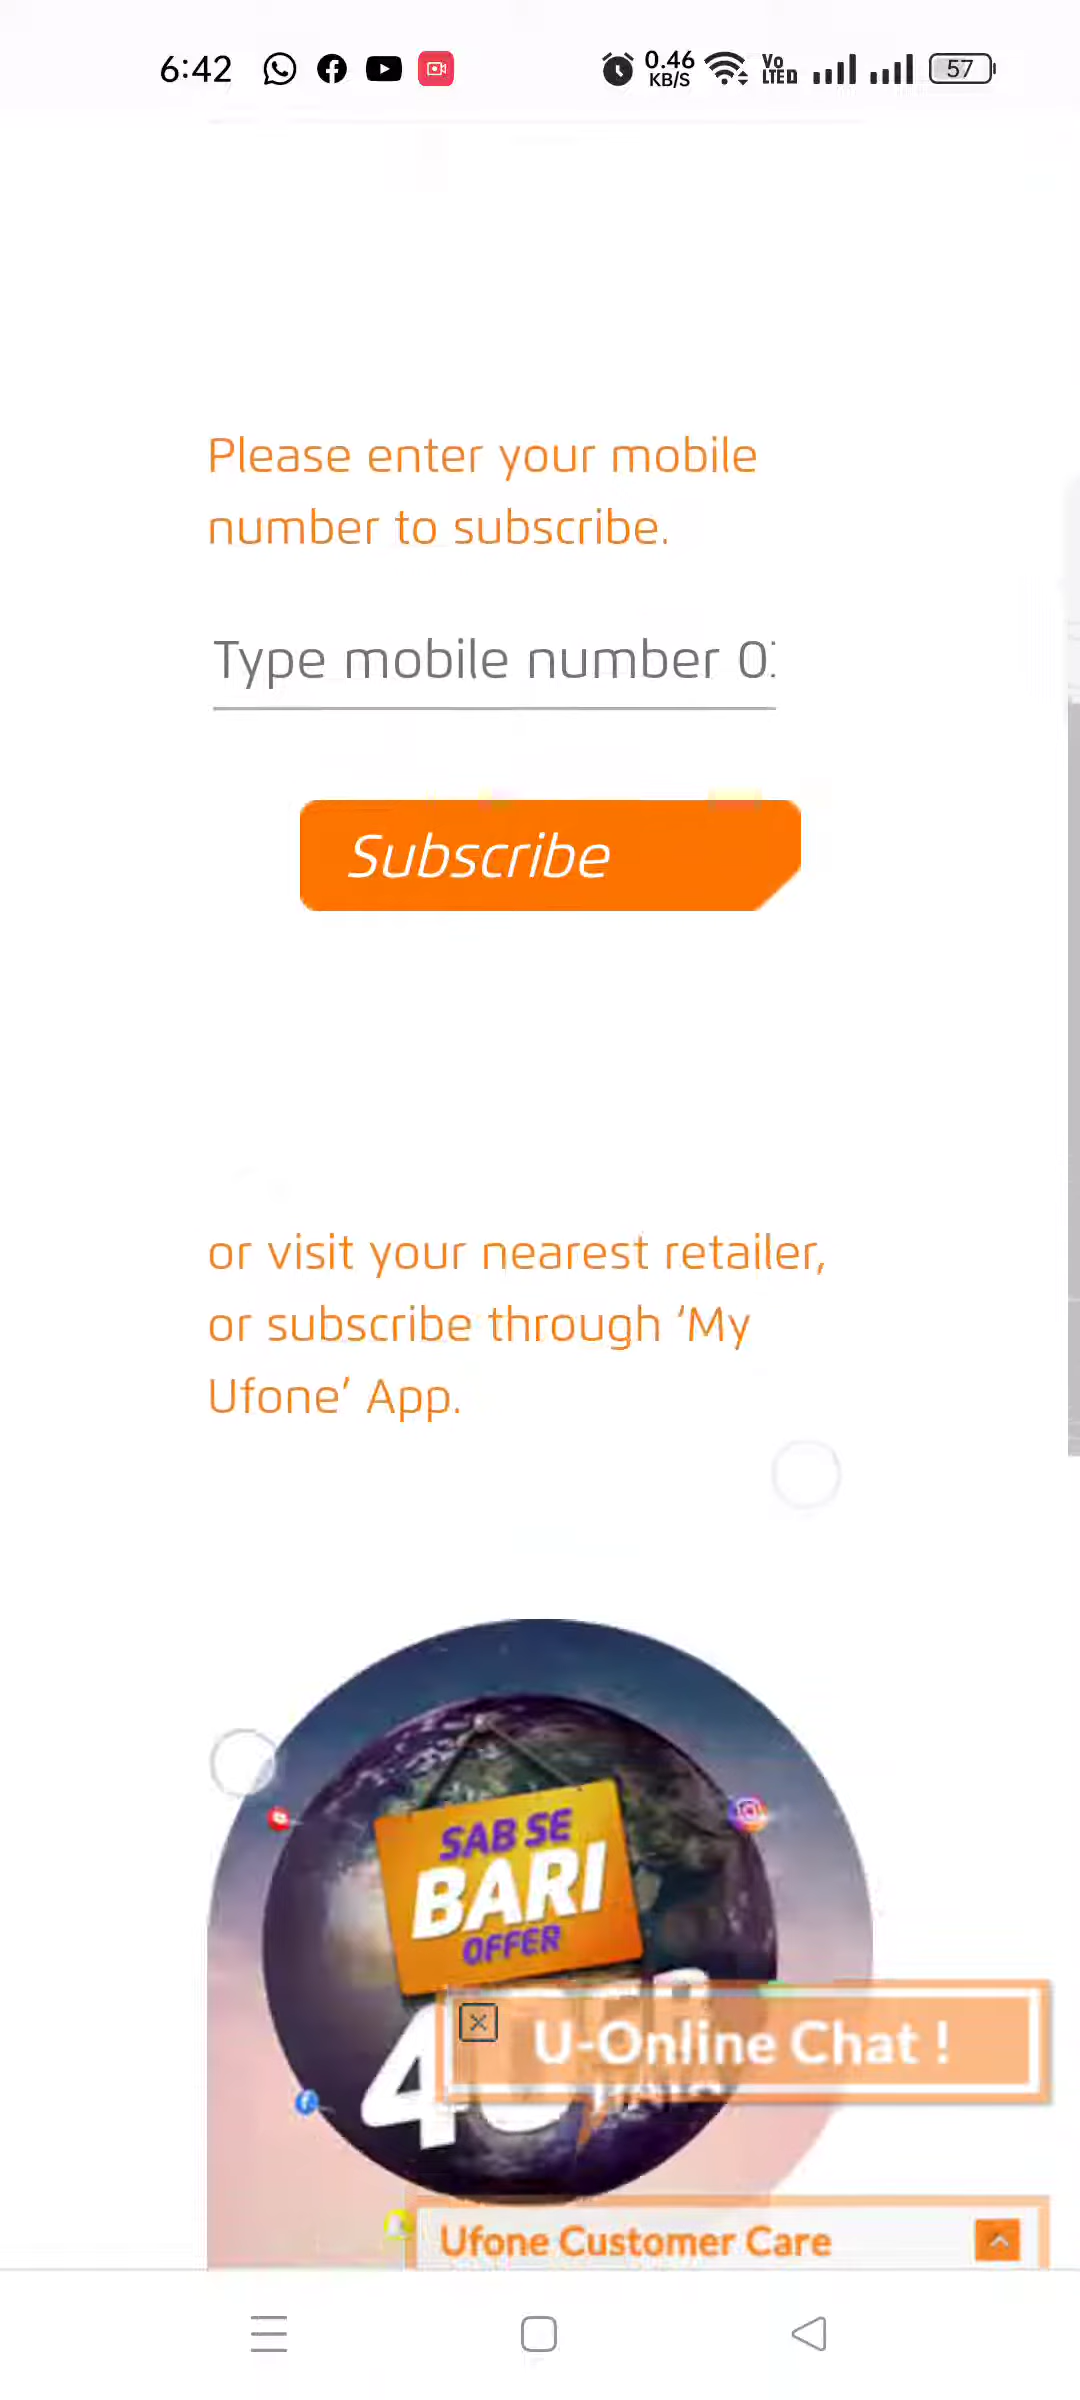 6:42
0.46
KB/S
Vo
LTED
57
Please enter your mobile
number to subscribe.
Type mobile number 0
Subscribe
or visit your nearest retailer,
or subscribe through ‘My
Ufone’ App.
SAB SE
BARI
OFFER
U-Online Chat !
Ufone Customer Care